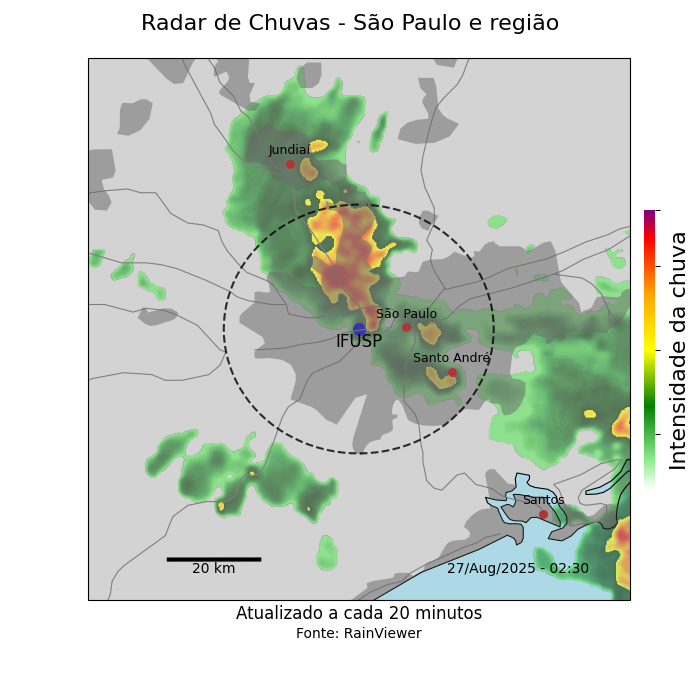 Radar de Chuvas - São Paulo e região
Jundiaí
São Paulo
IFUSP
Santo André
Santos
20 km
27/Aug/2025 - 02:30
Intensidade da chuva
Atualizado a cada 20 minutos
Fonte: RainViewer